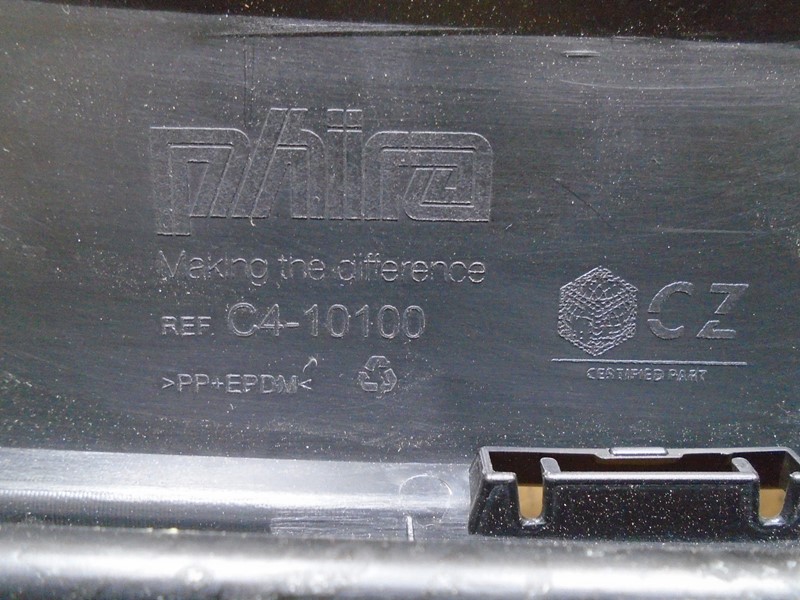 phira
Making the difference
REF. C4-10100
>PP+EPDM<
CZ
CERTIFIED PART